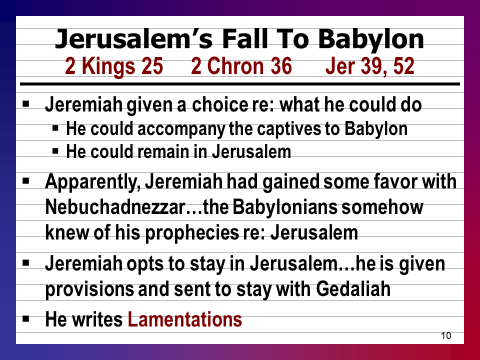 Jerusalem's Fall To Babylon
2 Kings 25 2 Chron 36 Jer 39, 52
▪ Jeremiah given a choice re: what he could do
▪ He could accompany the captives to Babylon
▪ He could remain in Jerusalem
▪ Apparently, Jeremiah had gained some favor with
Nebuchadnezzar…the Babylonians somehow
knew of his prophecies re: Jerusalem
▪ Jeremiah opts to stay in Jerusalem…he is given
provisions and sent to stay with Gedaliah
▪ He writes Lamentations
10